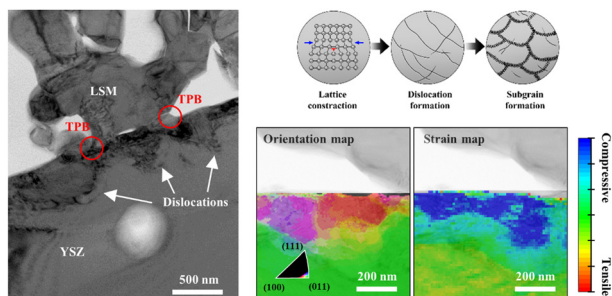 LSM
TPB
TPB
Dislocations
YSZ
500 nm
Lattice
constraction
Dislocation
formation
Subgrain
formation
Orientation map
(111)
(100)
(011)
200 nm
Strain map
200 nm
Compressive
Tensile